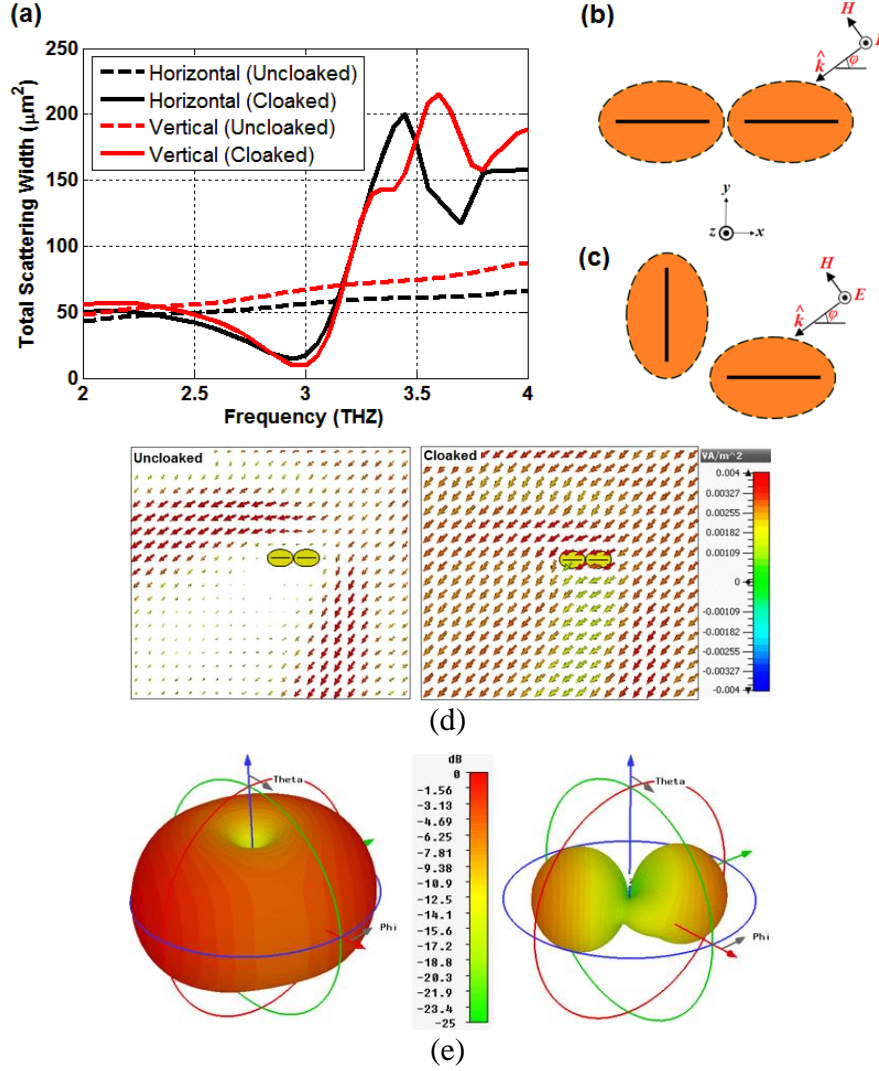 (a)
250
200
150
100
50
0
Total Scattering Width (μm²)
Horizontal (Uncloaked)
Horizontal (Cloaked)
Vertical (Uncloaked)
Vertical (Cloaked)
2 2.5 3 3.5 4
Frequency (THZ)
(b)
H
k̂
φ
y
z x
(c)
H
E
k̂
φ
Uncloaked
Cloaked
VA/m^2
0.004
0.00327
0.00255
0.00182
0.00109
0
-0.00109
-0.00182
-0.00255
-0.00327
-0.004
(d)
Theta
Phi
dB
0
-1.56
-3.13
-4.69
-6.25
-7.81
-9.38
-10.9
-12.5
-14.1
-15.6
-17.2
-18.8
-20.3
-21.9
-23.4
-25
Theta
Phi
(e)